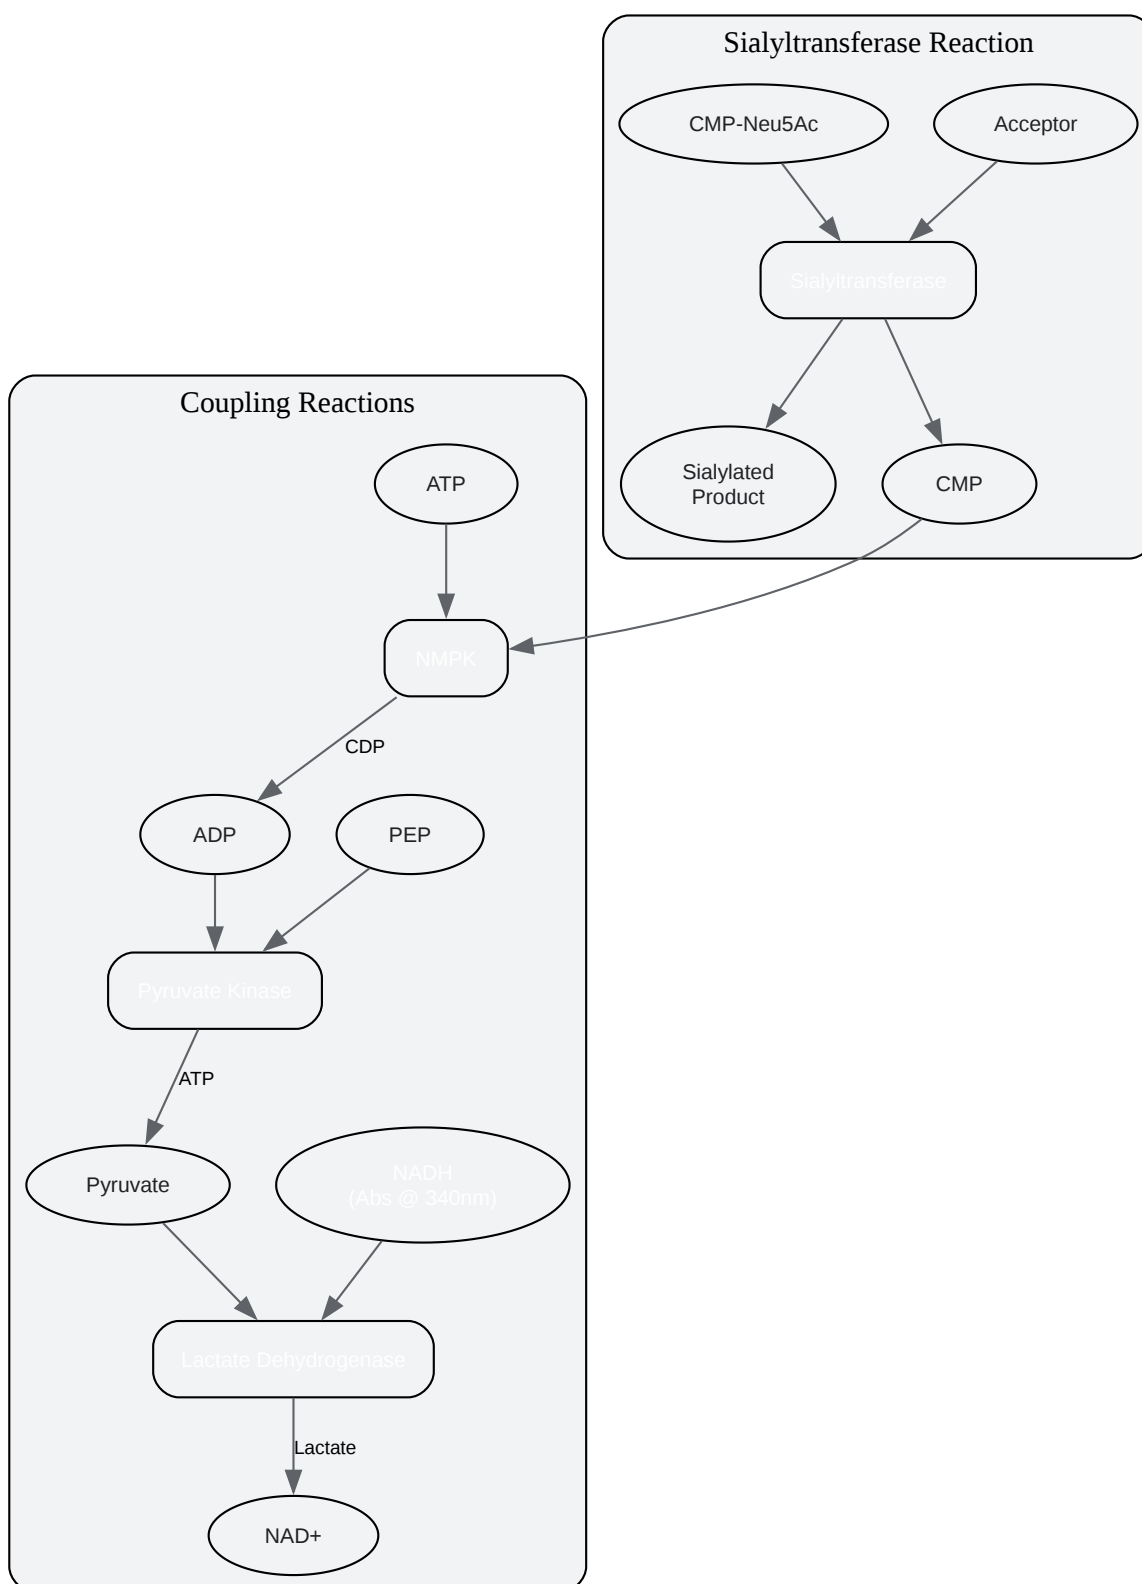 Sialyltransferase Reaction
CMP-Neu5Ac
Acceptor
Sialyltransferase
Sialylated
Product
CMP
Coupling Reactions
ATP
NMPK
CDP
ADP
PEP
Pyruvate Kinase
ATP
Pyruvate
NADH
(Abs @ 340nm)
Lactate Dehydrogenase
Lactate
NAD+